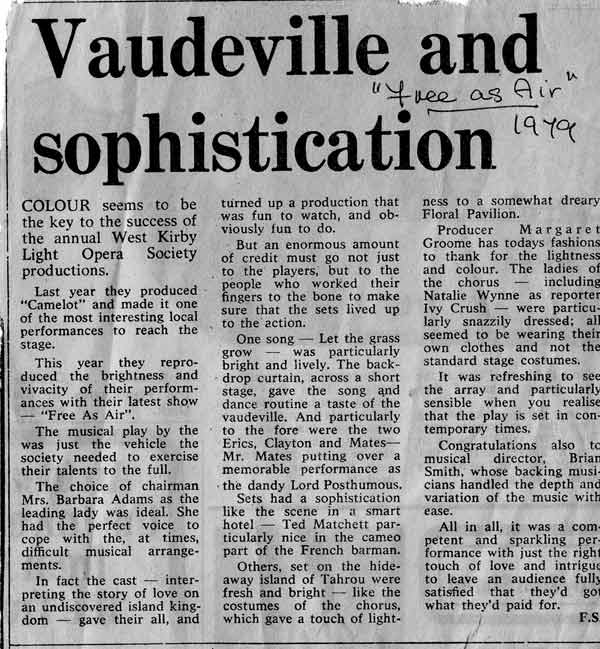 Vaudeville and
"Free as Air"
sophistication
1979
COLOUR seems to be
the key to the success of
the annual West Kirby
Light Opera Society
productions.
Last year they produced
“Camelot” and made it one
of the most interesting local
performances to reach the
stage.
This year they repro-
duced the brightness and
vivacity of their perform-
ances with their latest show
— “Free As Air”.
The musical play by the
was just the vehicle the
society needed to exercise
their talents to the full.
The choice of chairman
Mrs. Barbara Adams as the
leading lady was ideal. She
had the perfect voice to
cope with the, at times,
difficult musical arrange-
ments.
In fact the cast — inter-
preting the story of love on
an undiscovered island king-
dom — gave their all, and
turned up a production that
was fun to watch, and ob-
viously fun to do.
But an enormous amount
of credit must go not just
to the players, but to the
people who worked their
fingers to the bone to make
sure that the sets lived up
to the action.
One song — Let the grass
grow — was particularly
bright and lively. The back-
drop curtain, across a short
stage, gave the song and
dance routine a taste of the
vaudeville. And particularly
to the fore were the two
Erics, Clayton and Mates—
Mr. Mates putting over a
memorable performance as
the dandy Lord Posthumous.
Sets had a sophistication
like the scene in a smart
hotel — Ted Matchett par-
ticularly nice in the cameo
part of the French barman.
Others, set on the hide-
away island of Tahrou were
fresh and bright — like the
costumes of the chorus,
which gave a touch of light-
ness to a somewhat dreary
Floral Pavilion.
Producer Margaret
Groome has todays fashions
to thank for the lightness
and colour. The ladies of
the chorus — including
Natalie Wynne as reporter
Ivy Crush — were particu-
larly snazzily dressed; all
seemed to be wearing their
own clothes and not the
standard stage costumes.
It was refreshing to see
the array and particularly
sensible when you realise
that the play is set in con-
temporary times.
Congratulations also to
musical director, Brian
Smith, whose backing musi-
cians handled the depth and
variation of the music with
ease.
All in all, it was a com-
petent and sparkling per-
formance with just the right
touch of love and intrigue
to leave an audience fully
satisfied that they'd got
what they'd paid for.
F.S.